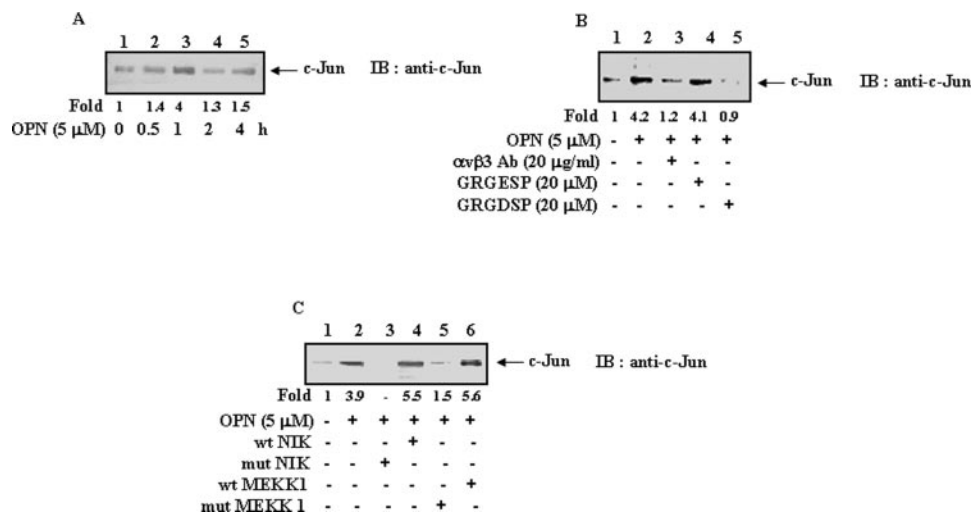 A
1 2 3 4 5
c-Jun IB : anti-c-Jun
Fold 1 1.4 4 1.3 1.5
OPN (5 μM) 0 0.5 1 2 4 h
B
1 2 3 4 5
c-Jun IB : anti-c-Jun
Fold 1 4.2 1.2 4.1 0.9
OPN (5 μM) - + + + +
αvβ3 Ab (20 μg/ml) - - + - -
GRGESP (20 μM) - - - + -
GRGDSP (20 μM) - - - - +
C
1 2 3 4 5 6
c-Jun IB : anti-c-Jun
Fold 1 3.9 - 5.5 1.5 5.6
OPN (5 μM) - + + + + +
wt NIK - - - + - -
mut NIK - - + - - -
wt MEKK1 - - - - - +
mut MEKK 1 - - - - + -